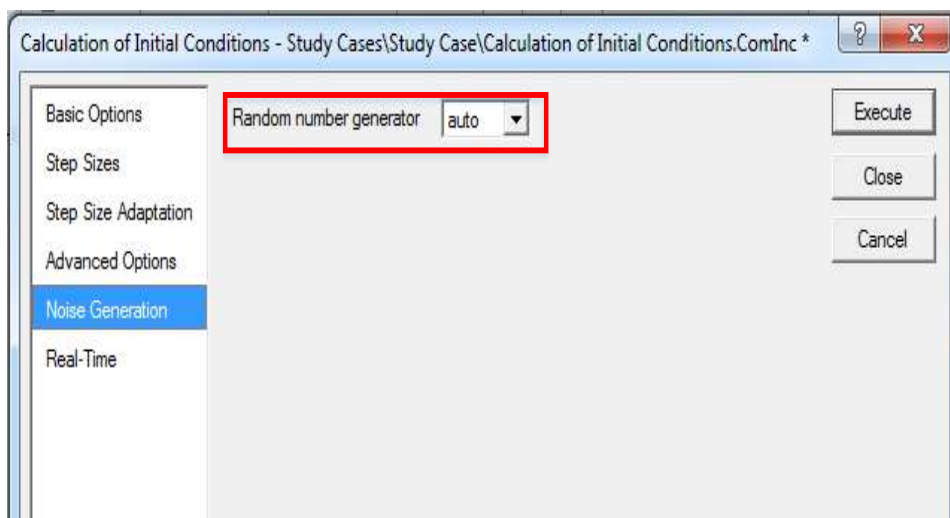 Calculation of Initial Conditions - Study Cases\Study Case\Calculation of Initial Conditions.ComInc *
Basic Options
Step Sizes
Step Size Adaptation
Advanced Options
Noise Generation
Real-Time
Random number generator auto
Execute
Close
Cancel